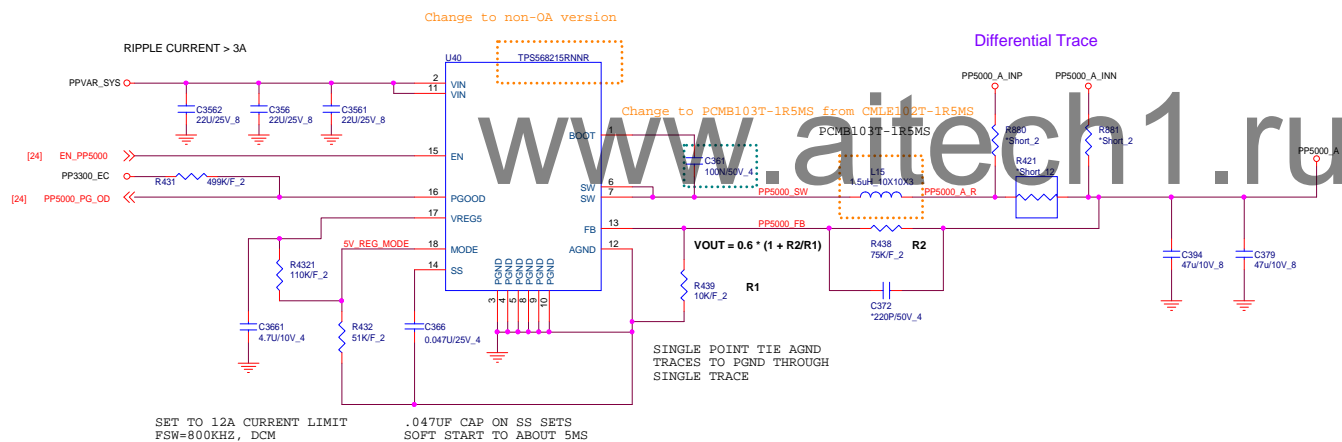 Change to non-OA version
RIPPLE CURRENT > 3A
Differential Trace
U40
TPS568215RNNR
PPVAR_SYS
2
11
VIN
VIN
C3562
22U/25V_8
C356
22U/25V_8
C3561
22U/25V_8
PP5000_A_INP
PP5000_A_INN
Change to PCMB103T-1R5MS from CMLE102T-1R5MS
PCMB103T-1R5MS
www.aitech1.ru
BOOT
1
C361
100N/50V_4
R880
*Short_2
R881
*Short_2
R421
*Short_12
PP5000_A
[24]
EN_PP5000
15
EN
PP3300_EC
R431
499K/F_2
L15
1.5uH_10X10X3
SW
SW
6
7
PP5000_SW
PP5000_A_R
[24]
PP5000_PG_OD
16
PGOOD
17
VREG5
FB
13
PP5000_FB
5V_REG_MODE
18
MODE
AGND
12
VOUT = 0.6 * (1 + R2/R1)
R438
75K/F_2
R2
14
SS
R4321
110K/F_2
PGND
PGND
PGND
PGND
PGND
PGND
3
4
5
8
9
10
R439
10K/F_2
R1
C372
*220P/50V_4
C394
47u/10V_8
C379
47u/10V_8
C3661
4.7U/10V_4
R432
51K/F_2
C366
0.047U/25V_4
SINGLE POINT TIE AGND
TRACES TO PGND THROUGH
SINGLE TRACE
SET TO 12A CURRENT LIMIT
FSW=800KHZ, DCM
.047UF CAP ON SS SETS
SOFT START TO ABOUT 5MS